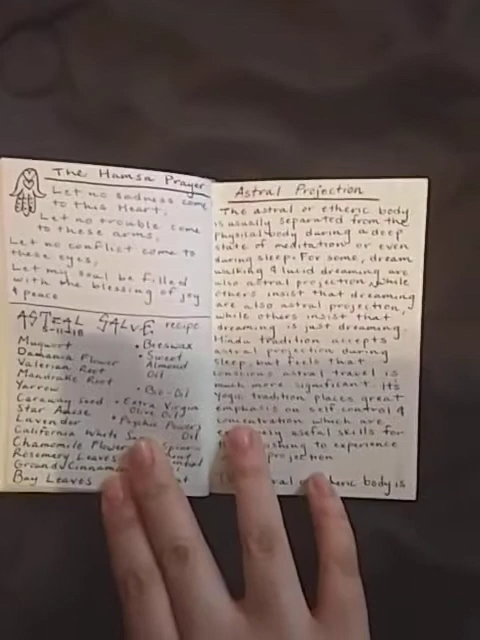 The Hamsa Prayer
Let no sadness come
to this Heart,
Let no trouble come
to these arms,
Let no conflict come to
these eyes,
Let my soul be filled
with the blessing of joy
& peace
ASTRAL SALVE recipe
Mugwort
Damania Flower
Valerian Root
Mandrake Root
Yarrow
Caraway Seed
Star Anise
Lavender
California White
Chamomile Flower
Rosemary Leaves
Ground Cinnamon
Bay Leaves
• Beeswax
• Sweet
Almond
Oil
• Bio-Oil
• Extra Virgin
Olive Oil
• Psychic Power
Oil
Astral Projection
The astral or etheric body
is usually separated from the
physical body during a deep
state of meditation or even
during sleep. For some, dream
walking & lucid dreaming are
also astral projection, while
others insist that dreaming
are also astral projection,
while others insist that
dreaming is just dreaming.
Hindu tradition accepts
astral projection during
sleep, but feels that
conscious astral travel is
much more significant. Its
Yogic tradition places great
emphasis on self control &
concentration which are
useful skills for
wishing to experience
projection
or etheric body is